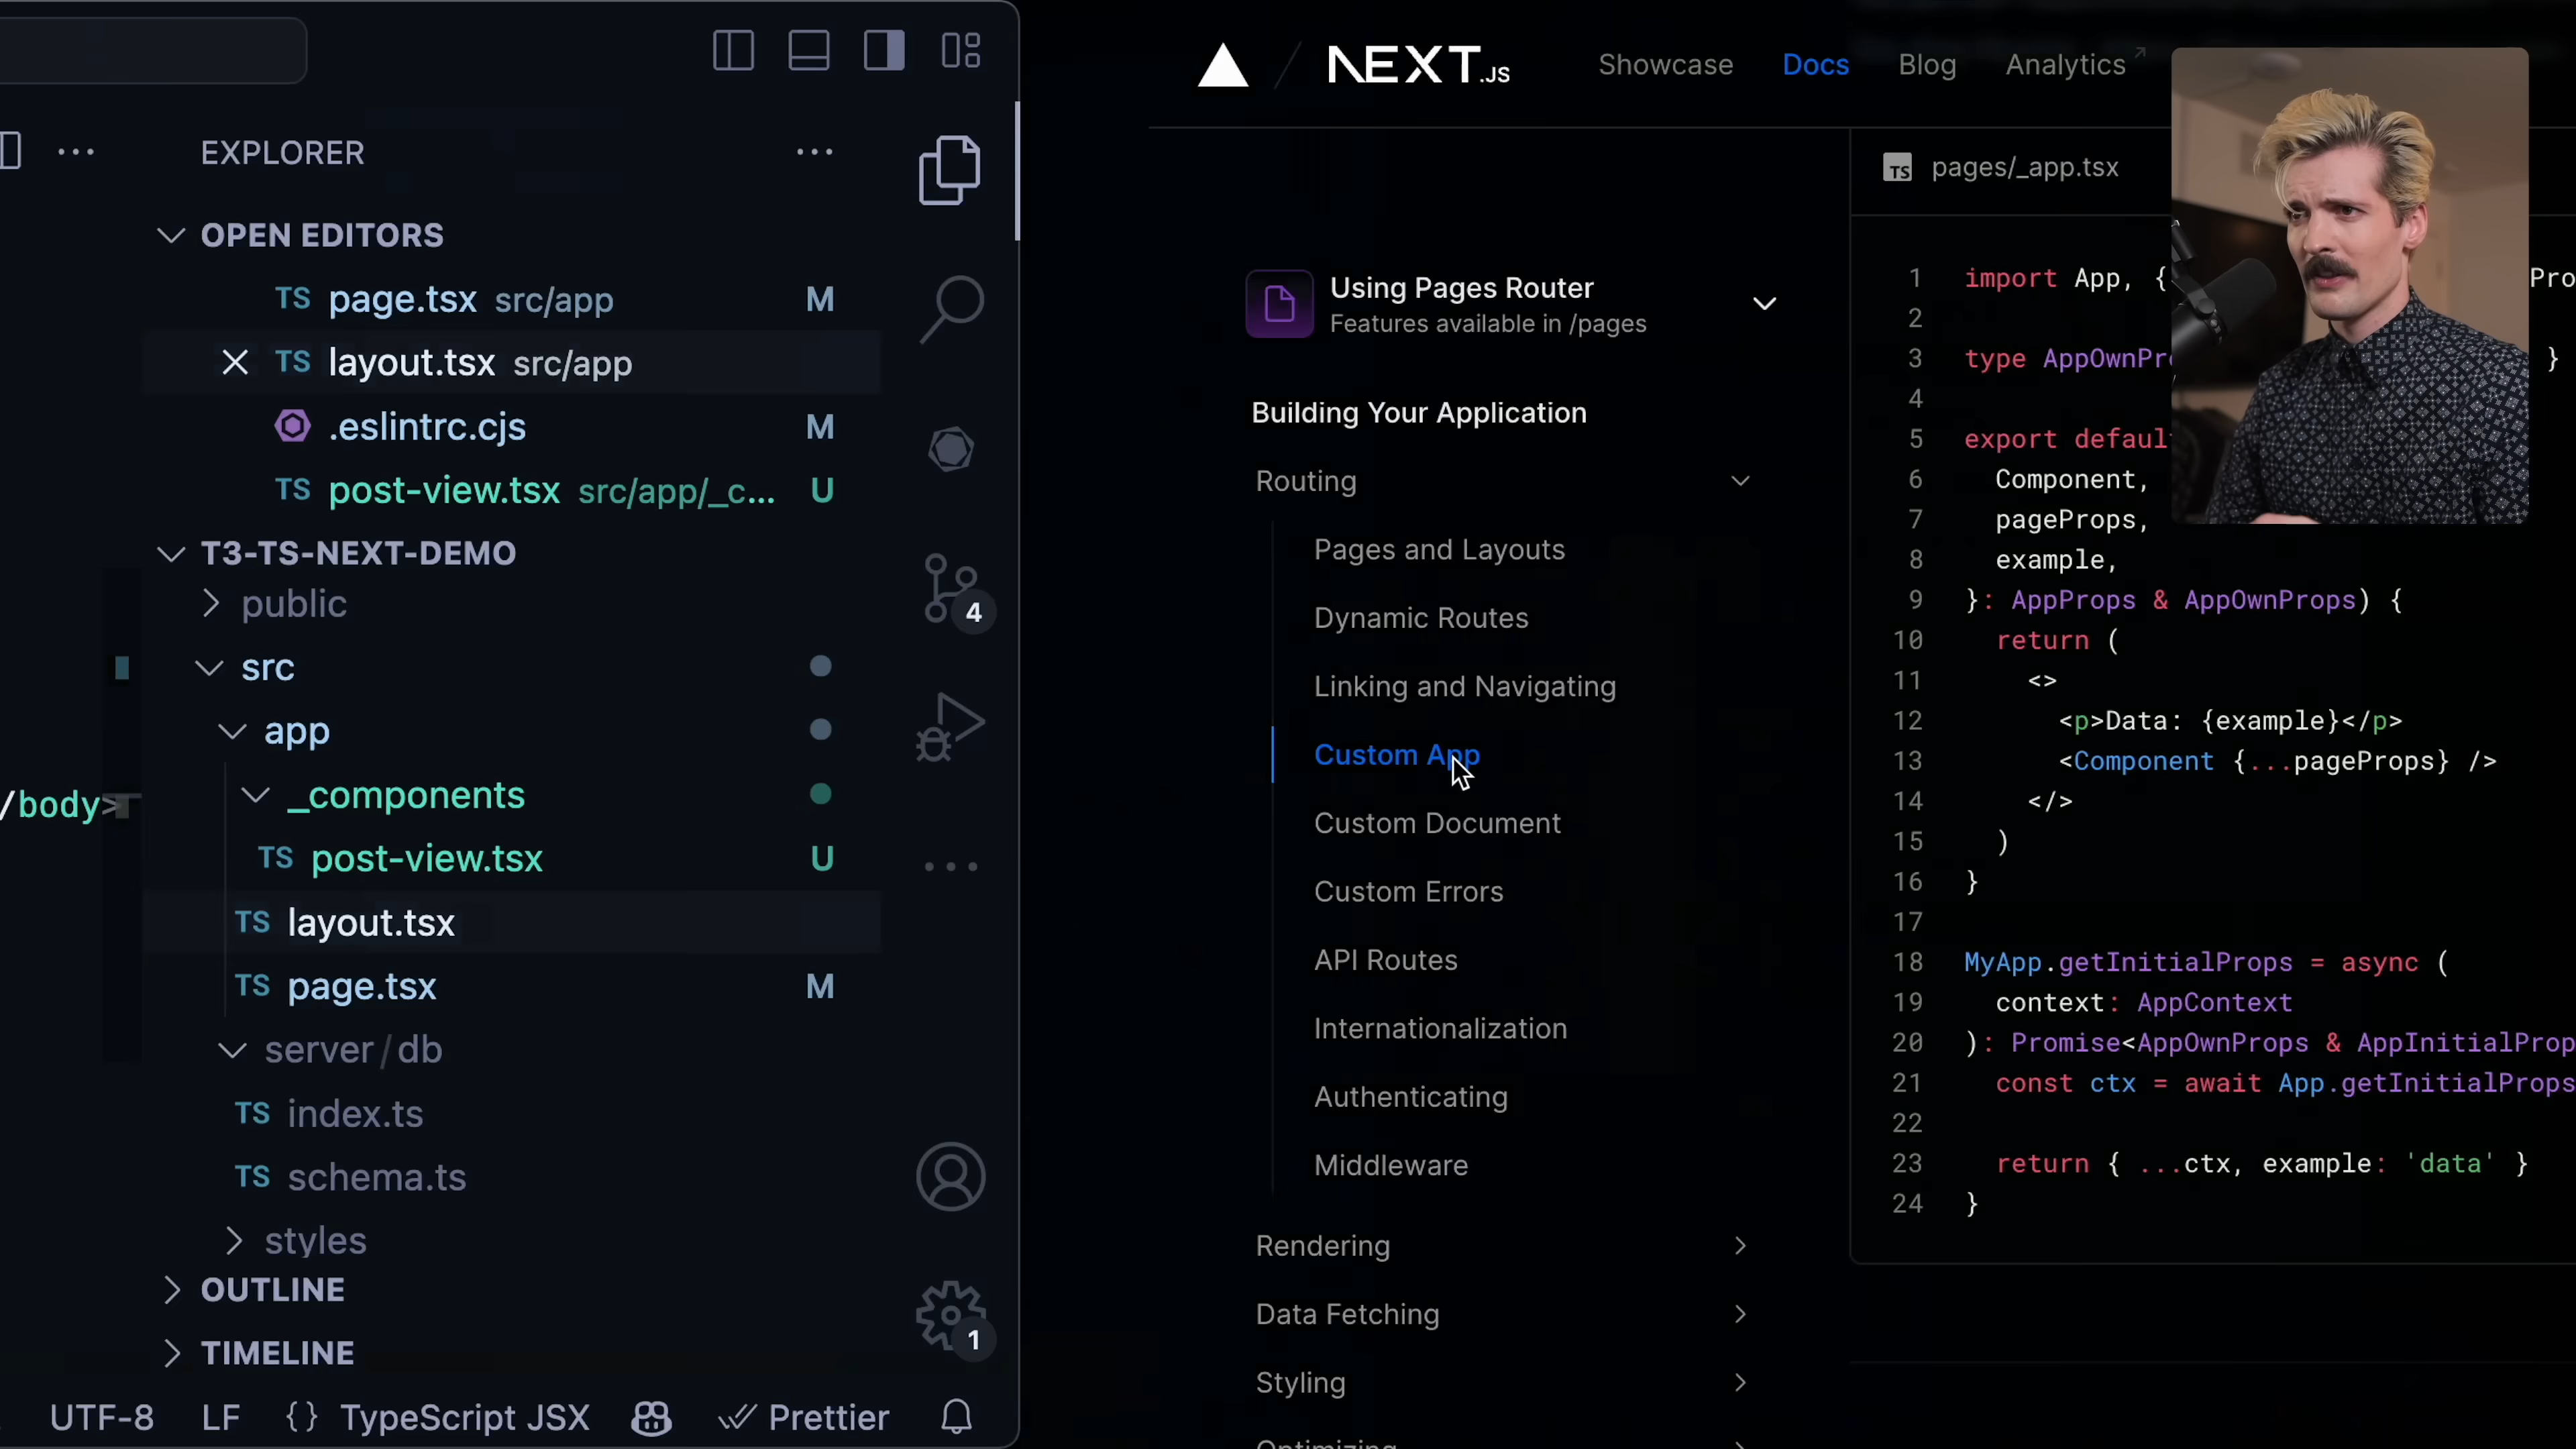 EXPLORER
OPEN EDITORS
TS page.tsx src/app M
TS layout.tsx src/app
.eslintrc.cjs M
TS post-view.tsx src/app/_c... U
T3-TS-NEXT-DEMO
public
src
app
_components
TS post-view.tsx U
TS layout.tsx
TS page.tsx M
server/db
TS index.ts
TS schema.ts
styles
OUTLINE
TIMELINE
/body>
4
1
UTF-8 LF {} TypeScript JSX Prettier
NEXT.JS
Showcase Docs Blog Analytics
Using Pages Router
Features available in /pages
Building Your Application
Routing
Pages and Layouts
Dynamic Routes
Linking and Navigating
Custom App
Custom Document
Custom Errors
API Routes
Internationalization
Authenticating
Middleware
Rendering
Data Fetching
Styling
Optimizing
TS pages/_app.tsx
1 import App, { Pro
2
3 type AppOwnPr }
4
5 export defaul
6 Component,
7 pageProps,
8 example,
9 }: AppProps & AppOwnProps) {
10 return (
11 <>
12 <p>Data: {example}</p>
13 <Component {...pageProps} />
14 </>
15 )
16 }
17
18 MyApp.getInitialProps = async (
19 context: AppContext
20 ): Promise<AppOwnProps & AppInitialProp
21 const ctx = await App.getInitialProps
22
23 return { ...ctx, example: 'data' }
24 }